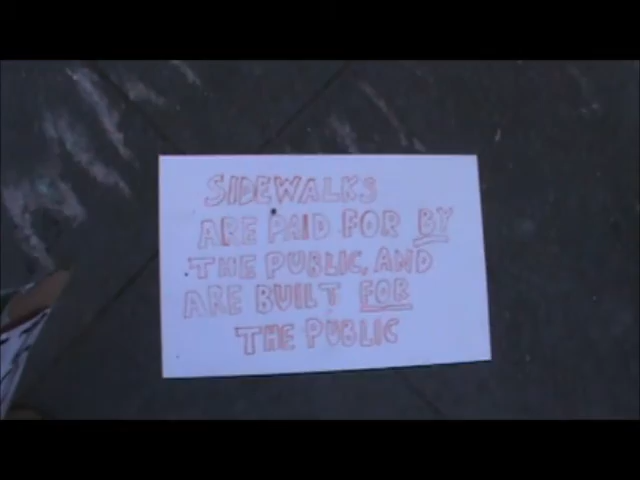 SIDEWALKS
ARE PAID FOR BY
THE PUBLIC, AND
ARE BUILT FOR
THE PUBLIC